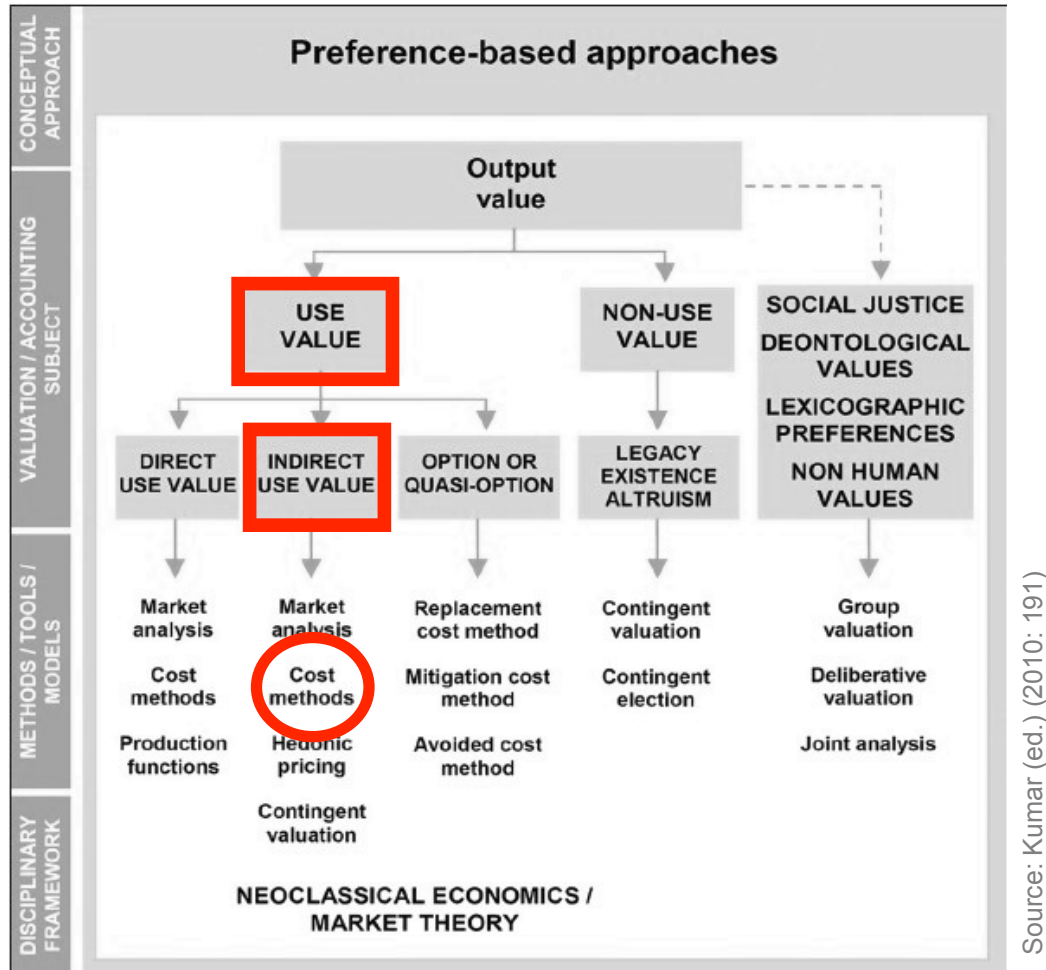 CONCEPTUAL
APPROACH
Preference-based approaches
VALUATION / ACCOUNTING
SUBJECT
Output
value
USE
VALUE
NON-USE
VALUE
SOCIAL JUSTICE
DEONTOLOGICAL
VALUES
LEXICOGRAPHIC
PREFERENCES
NON HUMAN
VALUES
DIRECT
USE VALUE
INDIRECT
USE VALUE
OPTION OR
QUASI-OPTION
LEGACY
EXISTENCE
ALTRUISM
METHODS / TOOLS /
MODELS
Market
analysis
Cost
methods
Production
functions
Market
analysis
Cost
methods
Hedonic
pricing
Contingent
valuation
Replacement
cost method
Mitigation cost
method
Avoided cost
method
Contingent
valuation
Contingent
election
Group
valuation
Deliberative
valuation
Joint analysis
DISCIPLINARY
FRAMEWORK
NEOCLASSICAL ECONOMICS /
MARKET THEORY
Source: Kumar (ed.) (2010: 191)